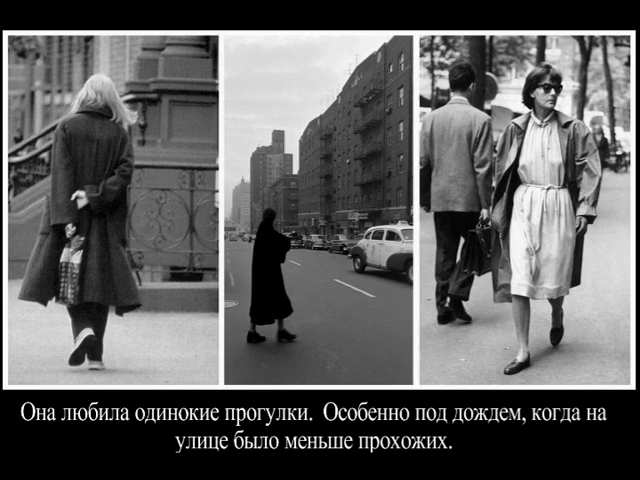 Она любила одинокие прогулки.  Особенно под дождем, когда на
улице было меньше прохожих.